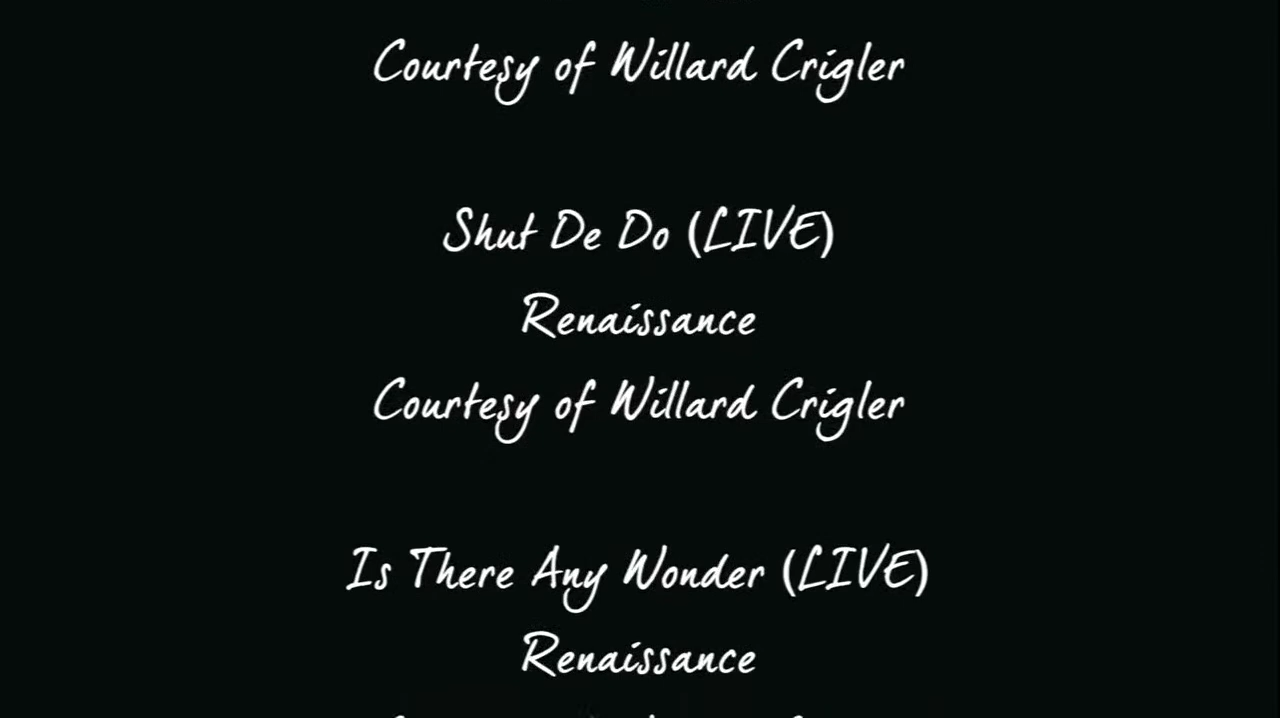 Courtesy of Willard Crigler
Shut De Do (LIVE)
Renaissance
Courtesy of Willard Crigler
Is There Any Wonder (LIVE)
Renaissance